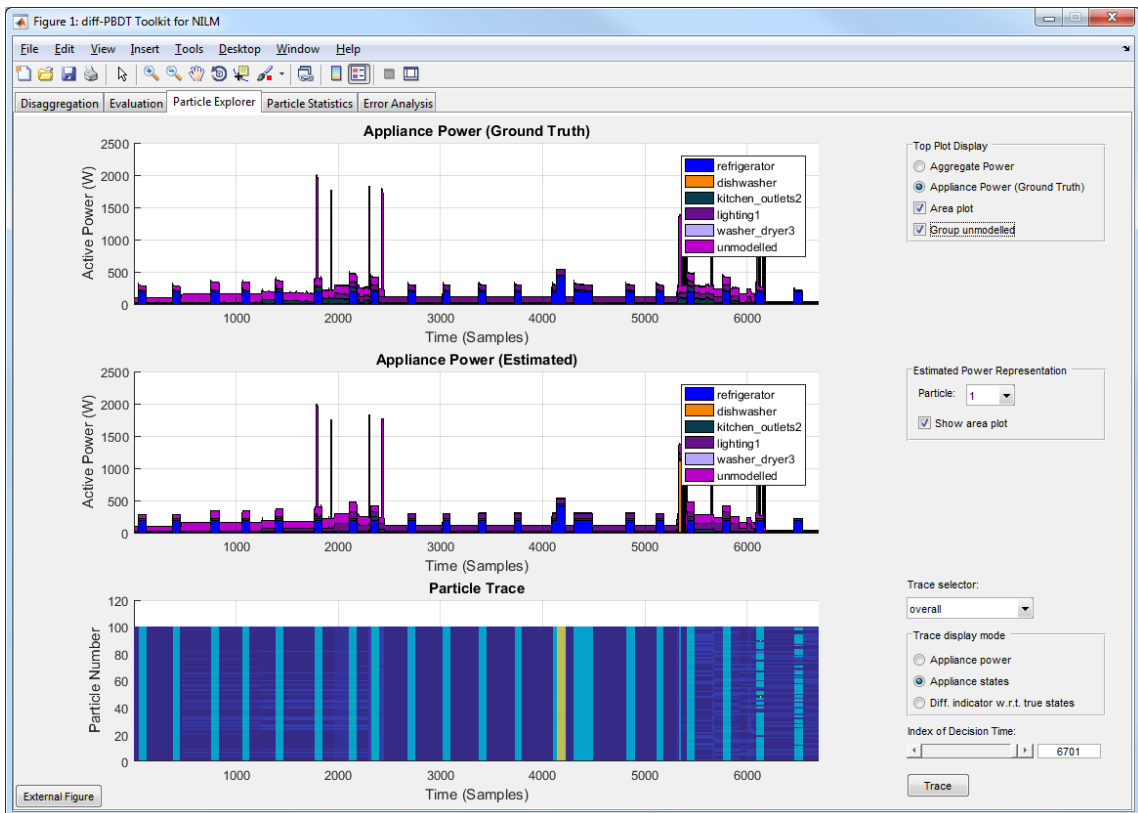 Figure 1: diff-PBDT Toolkit for NILM
File Edit View Insert Tools Desktop Window Help
Disaggregation Evaluation Particle Explorer Particle Statistics Error Analysis
Appliance Power (Ground Truth)
Active Power (W)
2500
2000
1500
1000
500
0
refrigerator
dishwasher
kitchen_outlets2
lighting1
washer_dryer3
unmodelled
1000 2000 3000 4000 5000 6000
Time (Samples)
Top Plot Display
Aggregate Power
Appliance Power (Ground Truth)
Area plot
Group unmodelled
Appliance Power (Estimated)
Active Power (W)
2500
2000
1500
1000
500
0
refrigerator
dishwasher
kitchen_outlets2
lighting1
washer_dryer3
unmodelled
1000 2000 3000 4000 5000 6000
Time (Samples)
Estimated Power Representation
Particle: 1
Show area plot
Particle Trace
Particle Number
120
100
80
60
40
20
0
1000 2000 3000 4000 5000 6000
Time (Samples)
Trace selector:
overall
Trace display mode
Appliance power
Appliance states
Diff. indicator w.r.t. true states
Index of Decision Time:
6701
Trace
External Figure